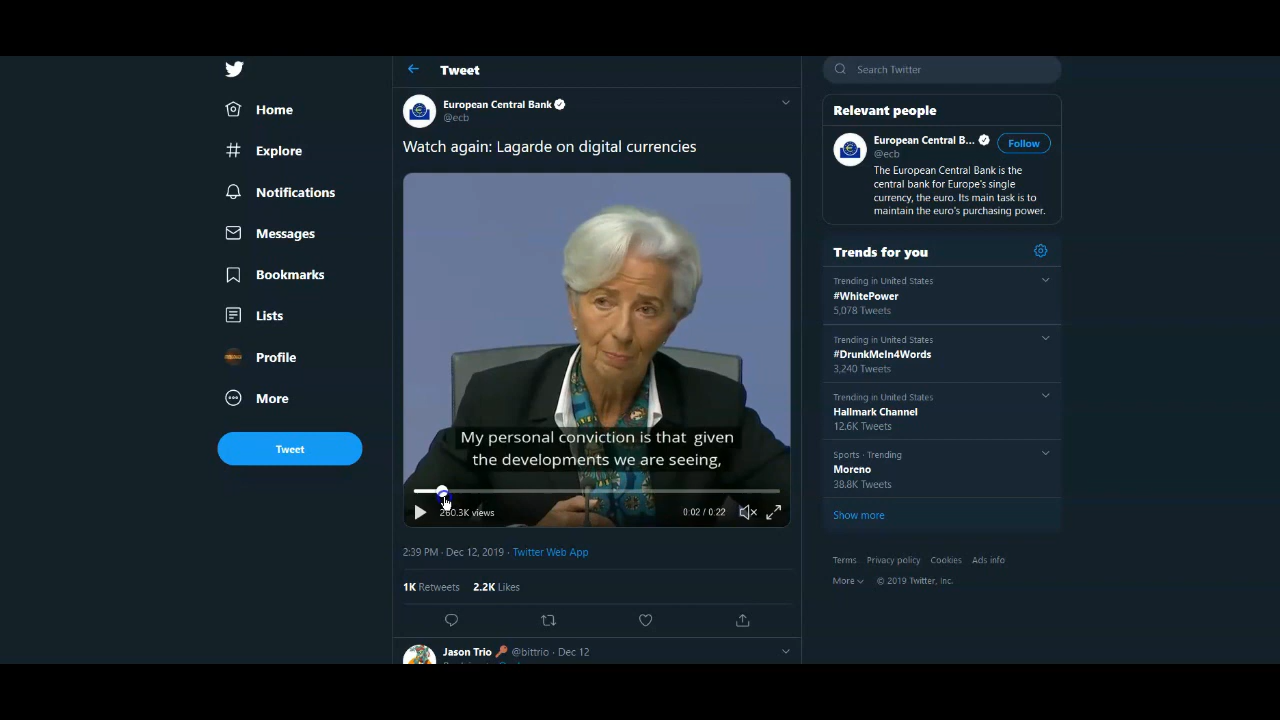 Home
Explore
Notifications
Messages
Bookmarks
Lists
Profile
More
Tweet
Tweet
European Central Bank
@ecb
Watch again: Lagarde on digital currencies
My personal conviction is that given
the developments we are seeing,
260.3K views
0:02 / 0:22
2:39 PM · Dec 12, 2019 · Twitter Web App
1K Retweets 2.2K Likes
Jason Trio @bittrio · Dec 12
Search Twitter
Relevant people
European Central B...
@ecb
Follow
The European Central Bank is the
central bank for Europe's single
currency, the euro. Its main task is to
maintain the euro's purchasing power.
Trends for you
Trending in United States
#WhitePower
5,078 Tweets
Trending in United States
#DrunkMeIn4Words
3,240 Tweets
Trending in United States
Hallmark Channel
12.6K Tweets
Sports · Trending
Moreno
38.8K Tweets
Show more
Terms Privacy policy Cookies Ads info
More © 2019 Twitter, Inc.